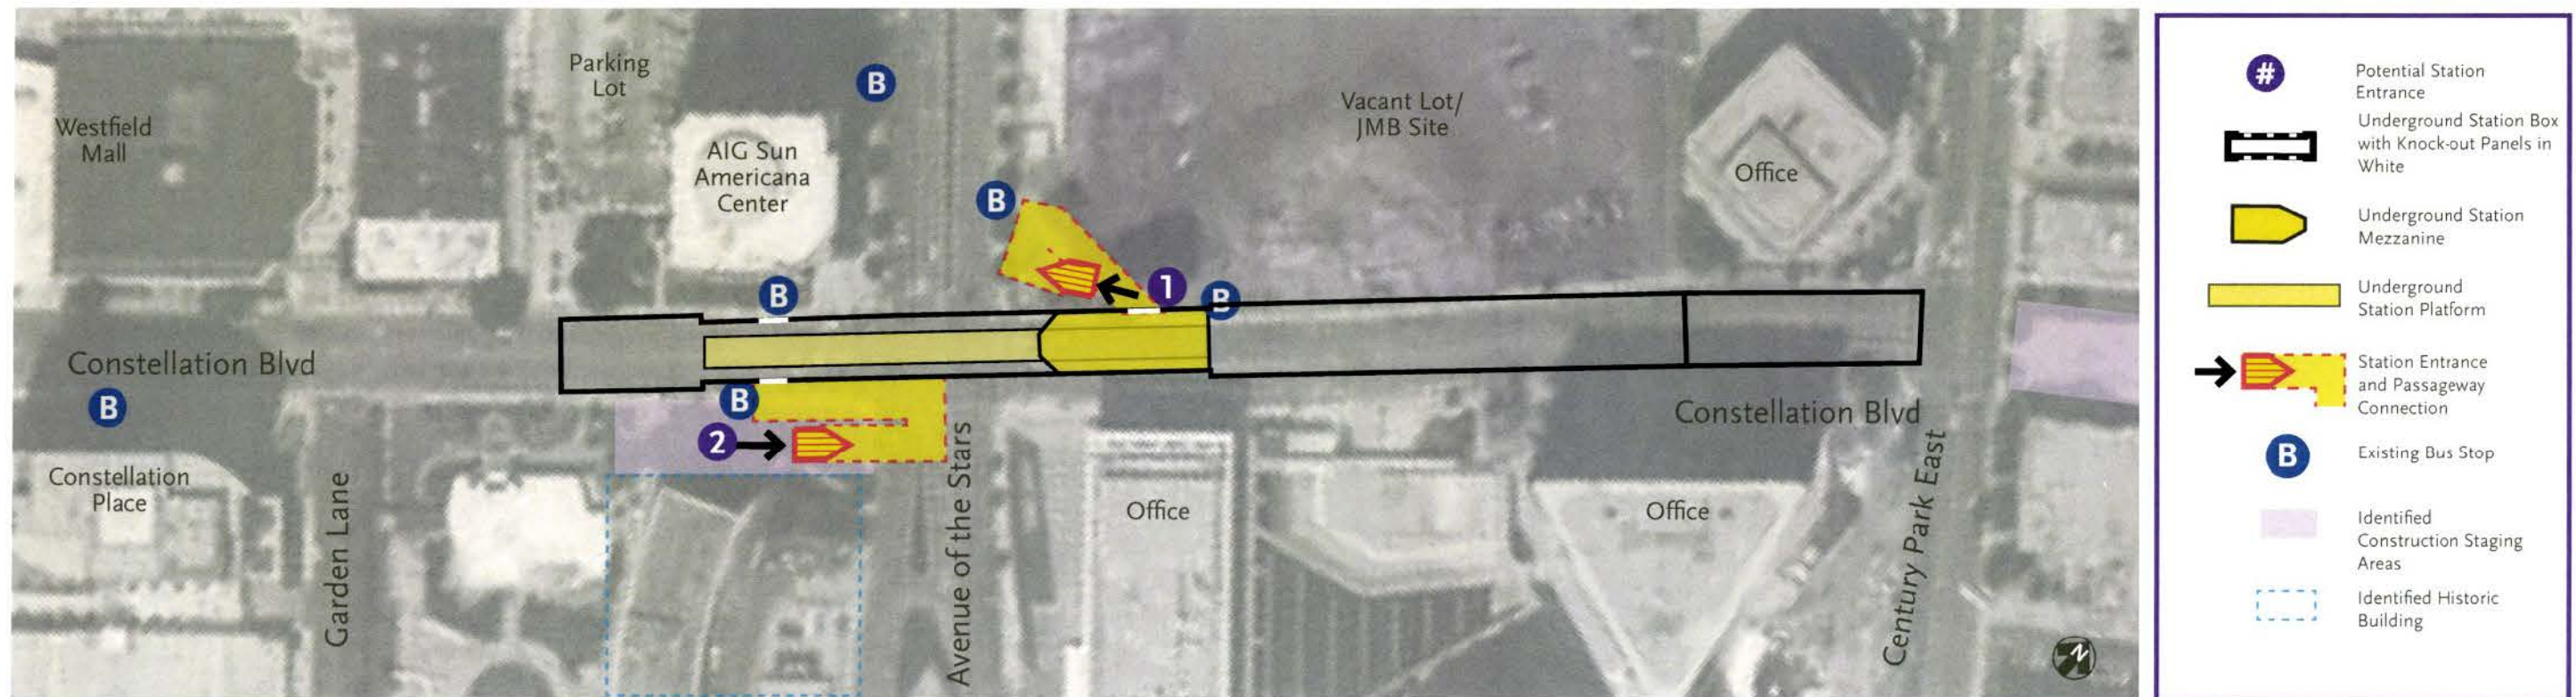 Parking
Lot
B
Westfield
Mall
AIG Sun
Americana
Center
Vacant Lot/
JMB Site
Office
B
B
1
B
Constellation Blvd
B
B
2
Constellation Blvd
Constellation
Place
Garden Lane
Avenue of the Stars
Office
Office
Century Park East
N
#
Potential Station
Entrance
Underground Station Box
with Knock-out Panels in
White
Underground Station
Mezzanine
Underground
Station Platform
Station Entrance
and Passageway
Connection
B
Existing Bus Stop
Identified
Construction Staging
Areas
Identified Historic
Building